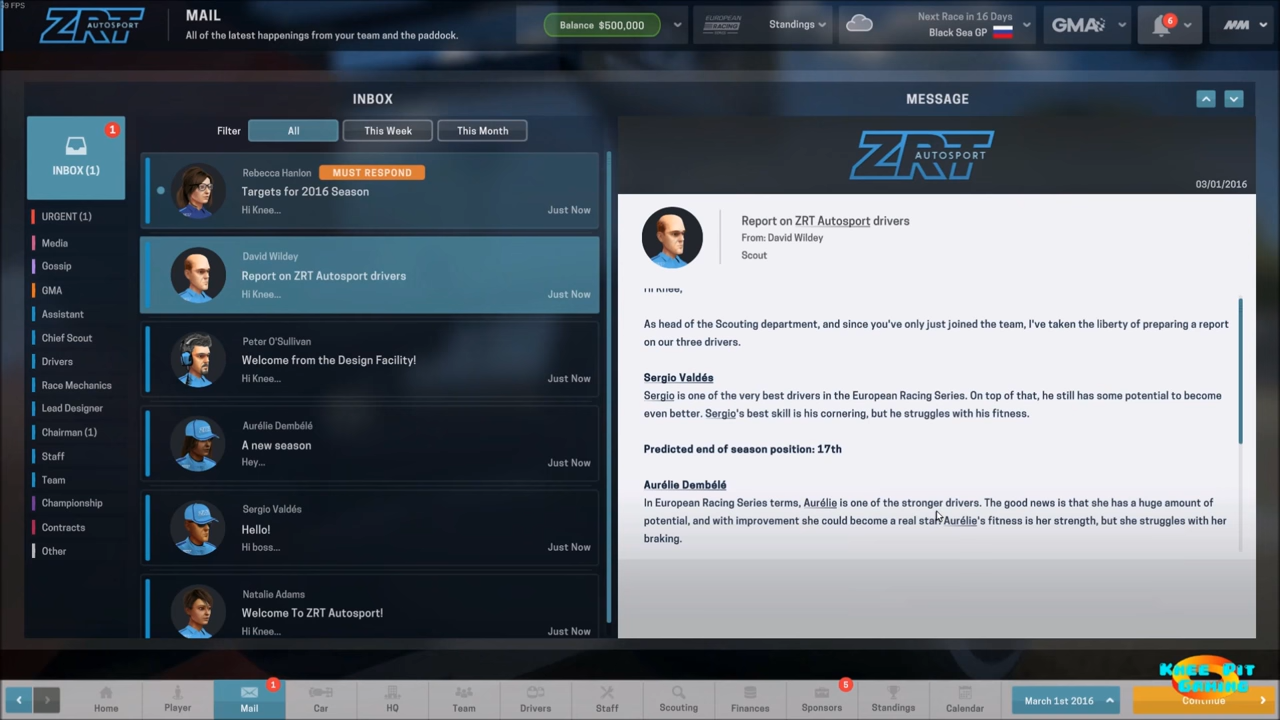 49 FPS
ZRT
AUTOSPORT
MAIL
All of the latest happenings from your team and the paddock.
Balance $500,000
EUROPEAN
RACING
Standings
Next Race in 16 Days
Black Sea GP
GMA
6
INBOX
MESSAGE
Filter
All
This Week
This Month
1
INBOX (1)
URGENT (1)
Media
Gossip
GMA
Assistant
Chief Scout
Drivers
Race Mechanics
Lead Designer
Chairman (1)
Staff
Team
Championship
Contracts
Other
Rebecca Hanlon
MUST RESPOND
Targets for 2016 Season
Hi Knee...
Just Now
David Wildey
Report on ZRT Autosport drivers
Hi Knee...
Just Now
Peter O'Sullivan
Welcome from the Design Facility!
Hi Knee...
Just Now
Aurélie Dembélé
A new season
Hey...
Just Now
Sergio Valdés
Hello!
Hi boss...
Just Now
Natalie Adams
Welcome To ZRT Autosport!
Hi Knee...
Just Now
ZRT
AUTOSPORT
03/01/2016
Report on ZRT Autosport drivers
From: David Wildey
Scout
Hi Knee,
As head of the Scouting department, and since you've only just joined the team, I've taken the liberty of preparing a report
on our three drivers.
Sergio Valdés
Sergio is one of the very best drivers in the European Racing Series. On top of that, he still has some potential to become
even better. Sergio's best skill is his cornering, but he struggles with his fitness.
Predicted end of season position: 17th
Aurélie Dembélé
In European Racing Series terms, Aurélie is one of the stronger drivers. The good news is that she has a huge amount of
potential, and with improvement she could become a real star. Aurélie's fitness is her strength, but she struggles with her
braking.
Knee Pit
Gaming
Home
Player
1
Mail
Car
HQ
Team
Drivers
Staff
Scouting
Finances
5
Sponsors
Standings
Calendar
March 1st 2016
Continue